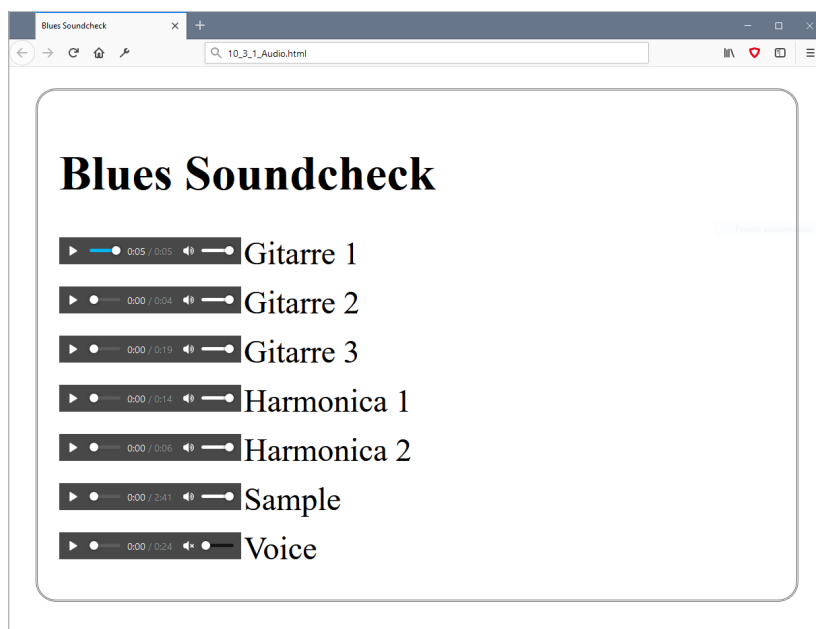 Blues Soundcheck
10_3_1_Audio.html
Blues Soundcheck
0:05 / 0:05 Gitarre 1
0:00 / 0:04 Gitarre 2
0:00 / 0:19 Gitarre 3
0:00 / 0:14 Harmonica 1
0:00 / 0:06 Harmonica 2
0:00 / 2:41 Sample
0:00 / 0:24 Voice